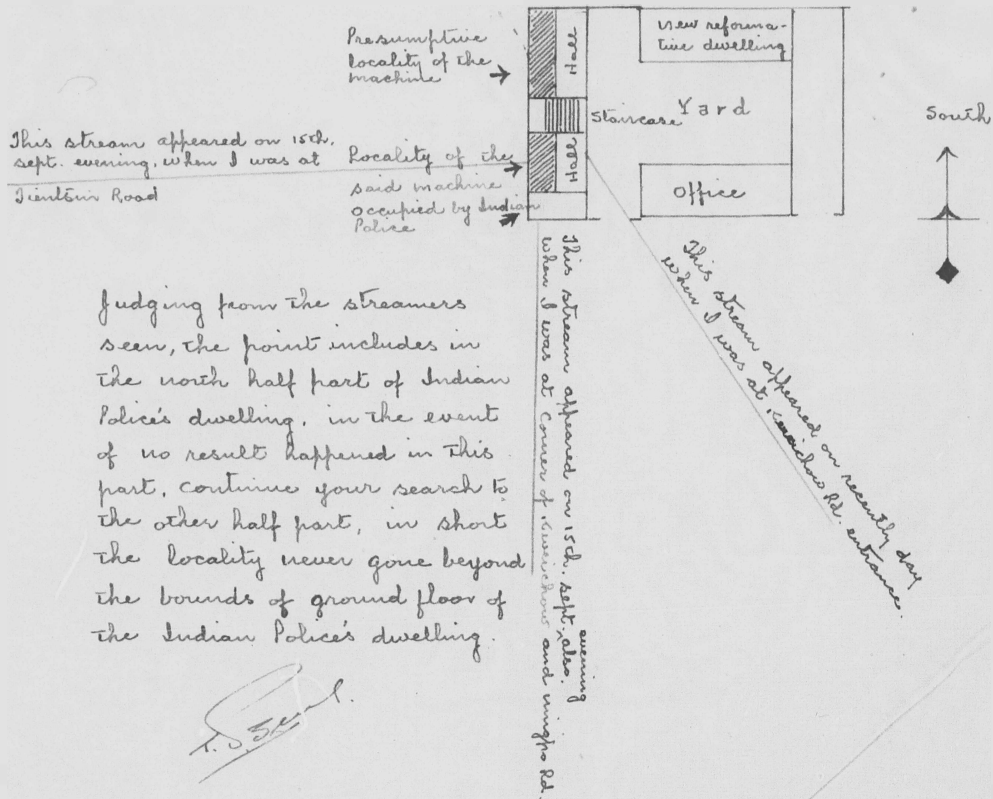 Presumptive
locality of the
machine
This stream appeared on 15th.
sept. evening, when I was at
Tientsin Road
Locality of the
said machine
occupied by Indian
Police
Hall
Hall
Staircase
new reforma-
tive dwelling
Yard
Office
South
Judging from the streamers
seen, the point includes in
the north half part of Indian
Police's dwelling, in the event
of no result happened in this
part, continue your search to
the other half part, in short
the locality never gone beyond
the bounds of ground floor of
the Indian Police's dwelling.
This stream appeared on 15th. sept. evening also.
when I was at Corner of Kweichow and ningpo Rd.
This stream appeared on recently day
when I was at Kweichow Rd. entrance.